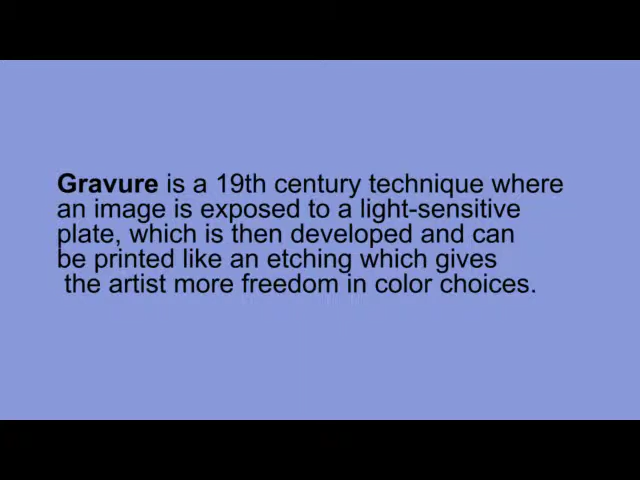 Gravure is a 19th century technique where
an image is exposed to a light-sensitive
plate, which is then developed and can
be printed like an etching which gives
the artist more freedom in color choices.